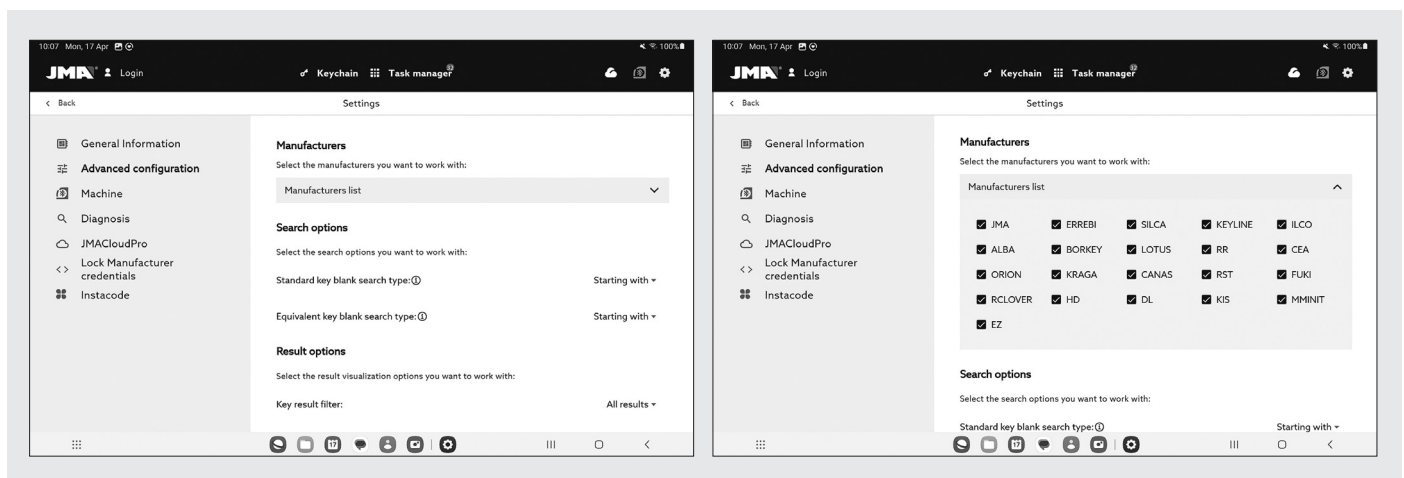 10:07 Mon, 17 Apr
100%
JMA Login
Keychain Task manager 32
Back
Settings
General Information
Advanced configuration
Machine
Diagnosis
JMACloudPro
Lock Manufacturer
credentials
Instacode
Manufacturers
Select the manufacturers you want to work with:
Manufacturers list
Search options
Select the search options you want to work with:
Standard key blank search type: Starting with
Equivalent key blank search type: Starting with
Result options
Select the result visualization options you want to work with:
Key result filter: All results
17
10:07 Mon, 17 Apr
100%
JMA Login
Keychain Task manager 32
Back
Settings
General Information
Advanced configuration
Machine
Diagnosis
JMACloudPro
Lock Manufacturer
credentials
Instacode
Manufacturers
Select the manufacturers you want to work with:
Manufacturers list
JMA ERREBI SILCA KEYLINE ILCO
ALBA BORKEY LOTUS RR CEA
ORION KRAGA CANAS RST FUKI
RCLOVER HD DL KIS MMINIT
EZ
Search options
Select the search options you want to work with:
Standard key blank search type: Starting with
17